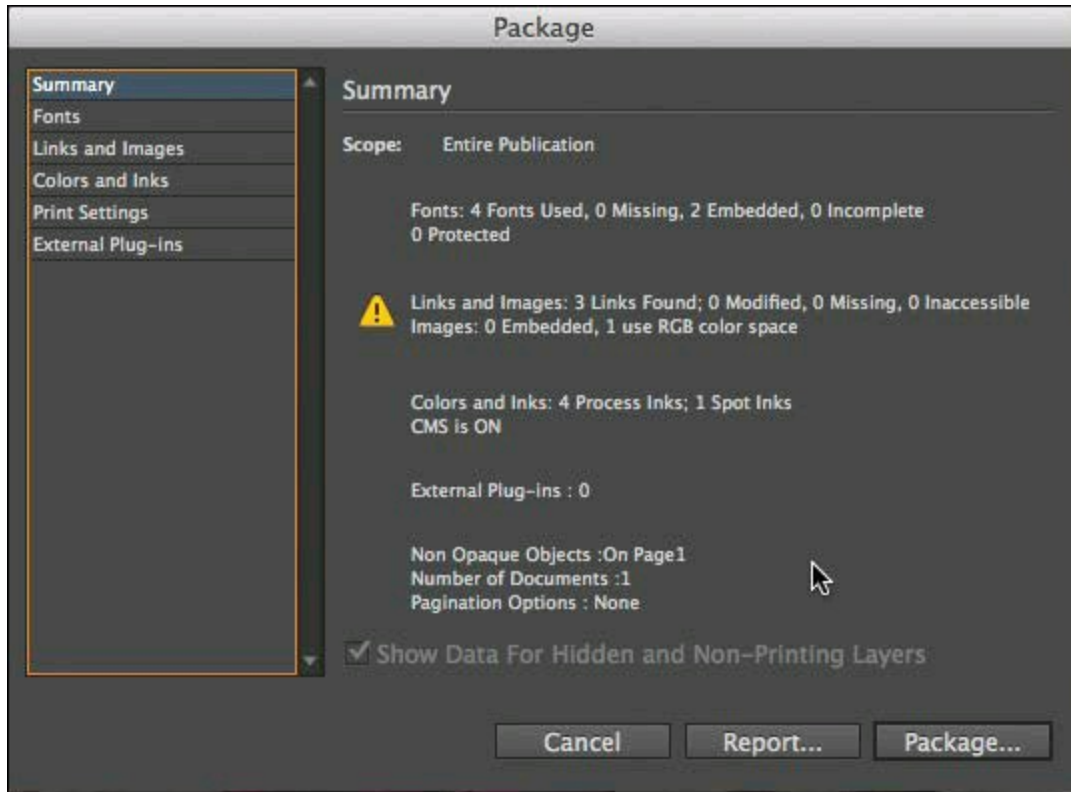 Package
Summary
Fonts
Links and Images
Colors and Inks
Print Settings
External Plug-ins
Summary
Scope: Entire Publication
Fonts: 4 Fonts Used, 0 Missing, 2 Embedded, 0 Incomplete
0 Protected
Links and Images: 3 Links Found; 0 Modified, 0 Missing, 0 Inaccessible
Images: 0 Embedded, 1 use RGB color space
Colors and Inks: 4 Process Inks; 1 Spot Inks
CMS is ON
External Plug-ins : 0
Non Opaque Objects :On Page1
Number of Documents :1
Pagination Options : None
Show Data For Hidden and Non-Printing Layers
Cancel
Report...
Package...